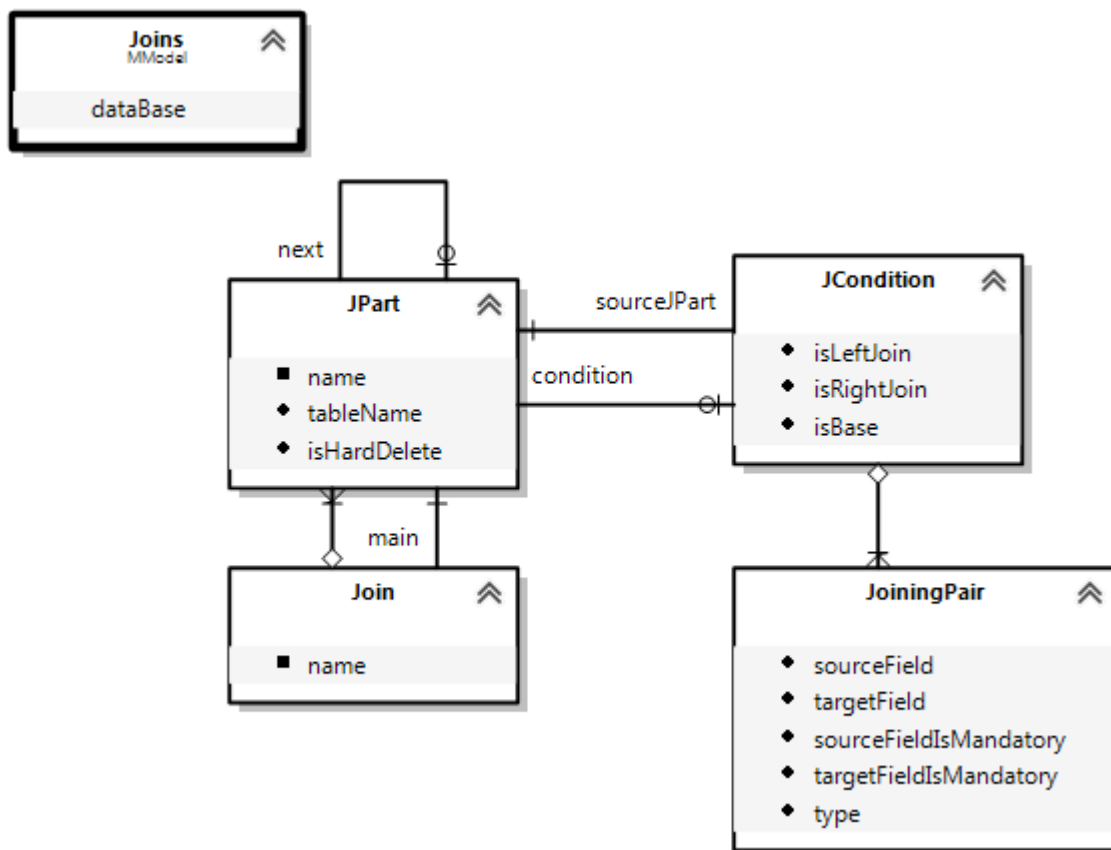 Joins
MModel
dataBase
next
JPart
name
tableName
isHardDelete
sourceJPart
condition
JCondition
isLeftJoin
isRightJoin
isBase
main
Join
name
JoiningPair
sourceField
targetField
sourceFieldIsMandatory
targetFieldIsMandatory
type